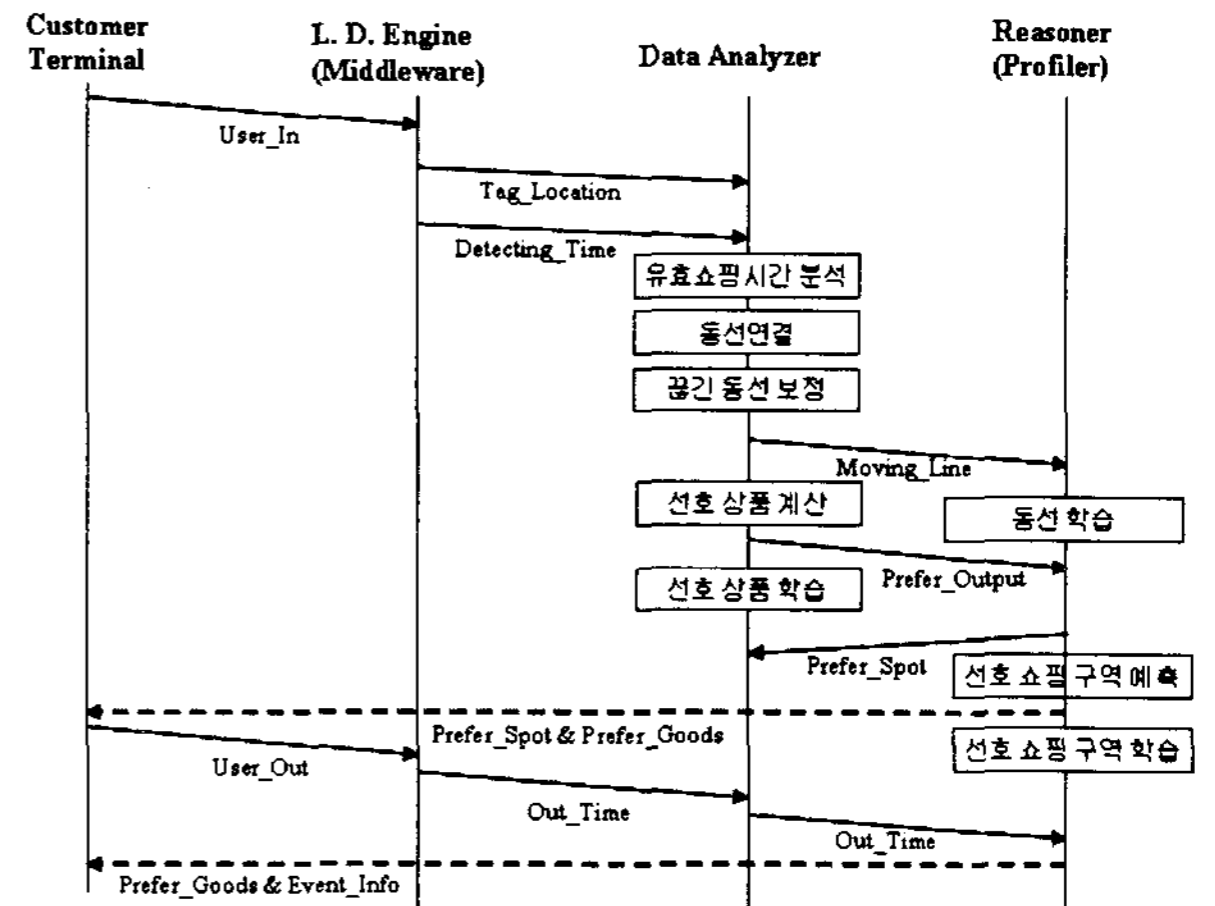 Customer
Terminal
L. D. Engine
(Middleware)
Data Analyzer
Reasoner
(Profiler)
User_In
Tag_Location
Detecting_Time
유효쇼핑시간 분석
동선연결
끊긴 동선 보정
Moving_Line
선호 상품 계산
동선 학습
Prefer_Output
선호 상품 학습
Prefer_Spot
선호 쇼핑 구역 예측
Prefer_Spot & Prefer_Goods
선호 쇼핑 구역 학습
User_Out
Out_Time
Out_Time
Prefer_Goods & Event_Info